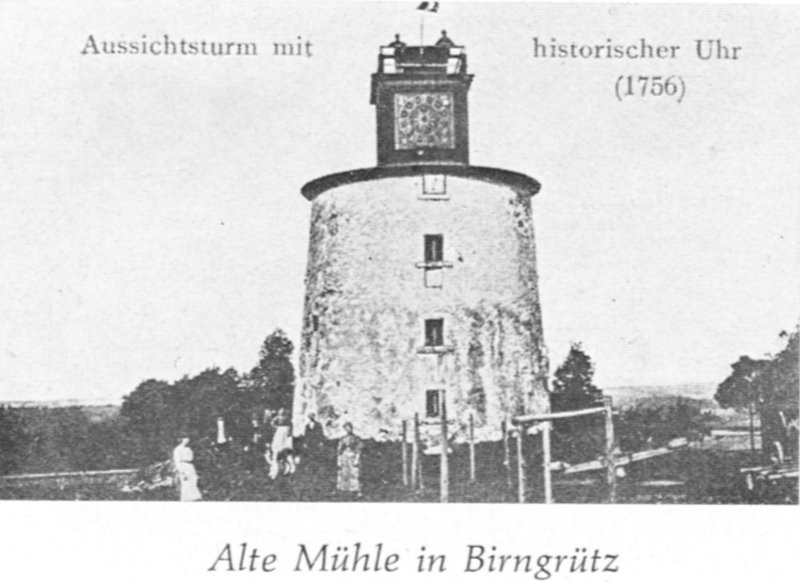 Aussichtsturm mit historischer Uhr
(1756)
Alte Mühle in Birngrütz